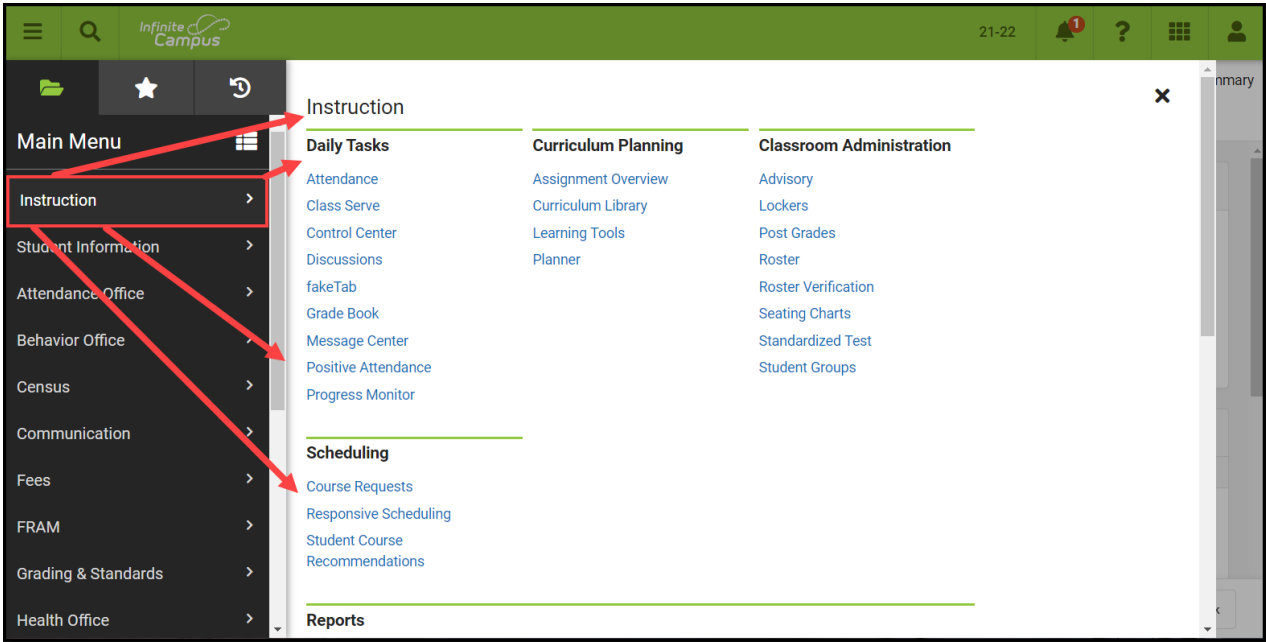 Infinite
Campus
21-22
1
?
mmary
Main Menu
Instruction
Student Information
Attendance Office
Behavior Office
Census
Communication
Fees
FRAM
Grading & Standards
Health Office
Instruction
Daily Tasks
Attendance
Class Serve
Control Center
Discussions
fakeTab
Grade Book
Message Center
Positive Attendance
Progress Monitor
Curriculum Planning
Assignment Overview
Curriculum Library
Learning Tools
Planner
Classroom Administration
Advisory
Lockers
Post Grades
Roster
Roster Verification
Seating Charts
Standardized Test
Student Groups
Scheduling
Course Requests
Responsive Scheduling
Student Course
Recommendations
Reports